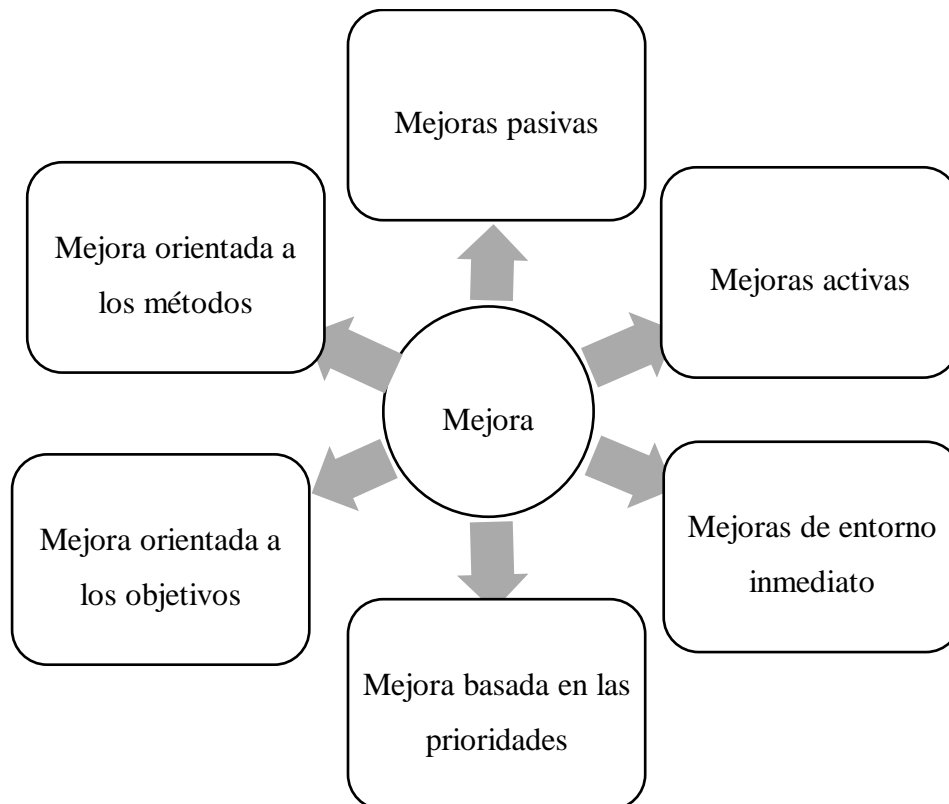 Mejoras pasivas
Mejora orientada a
los métodos
Mejoras activas
Mejora
Mejora orientada a
los objetivos
Mejoras de entorno
inmediato
Mejora basada en las
prioridades